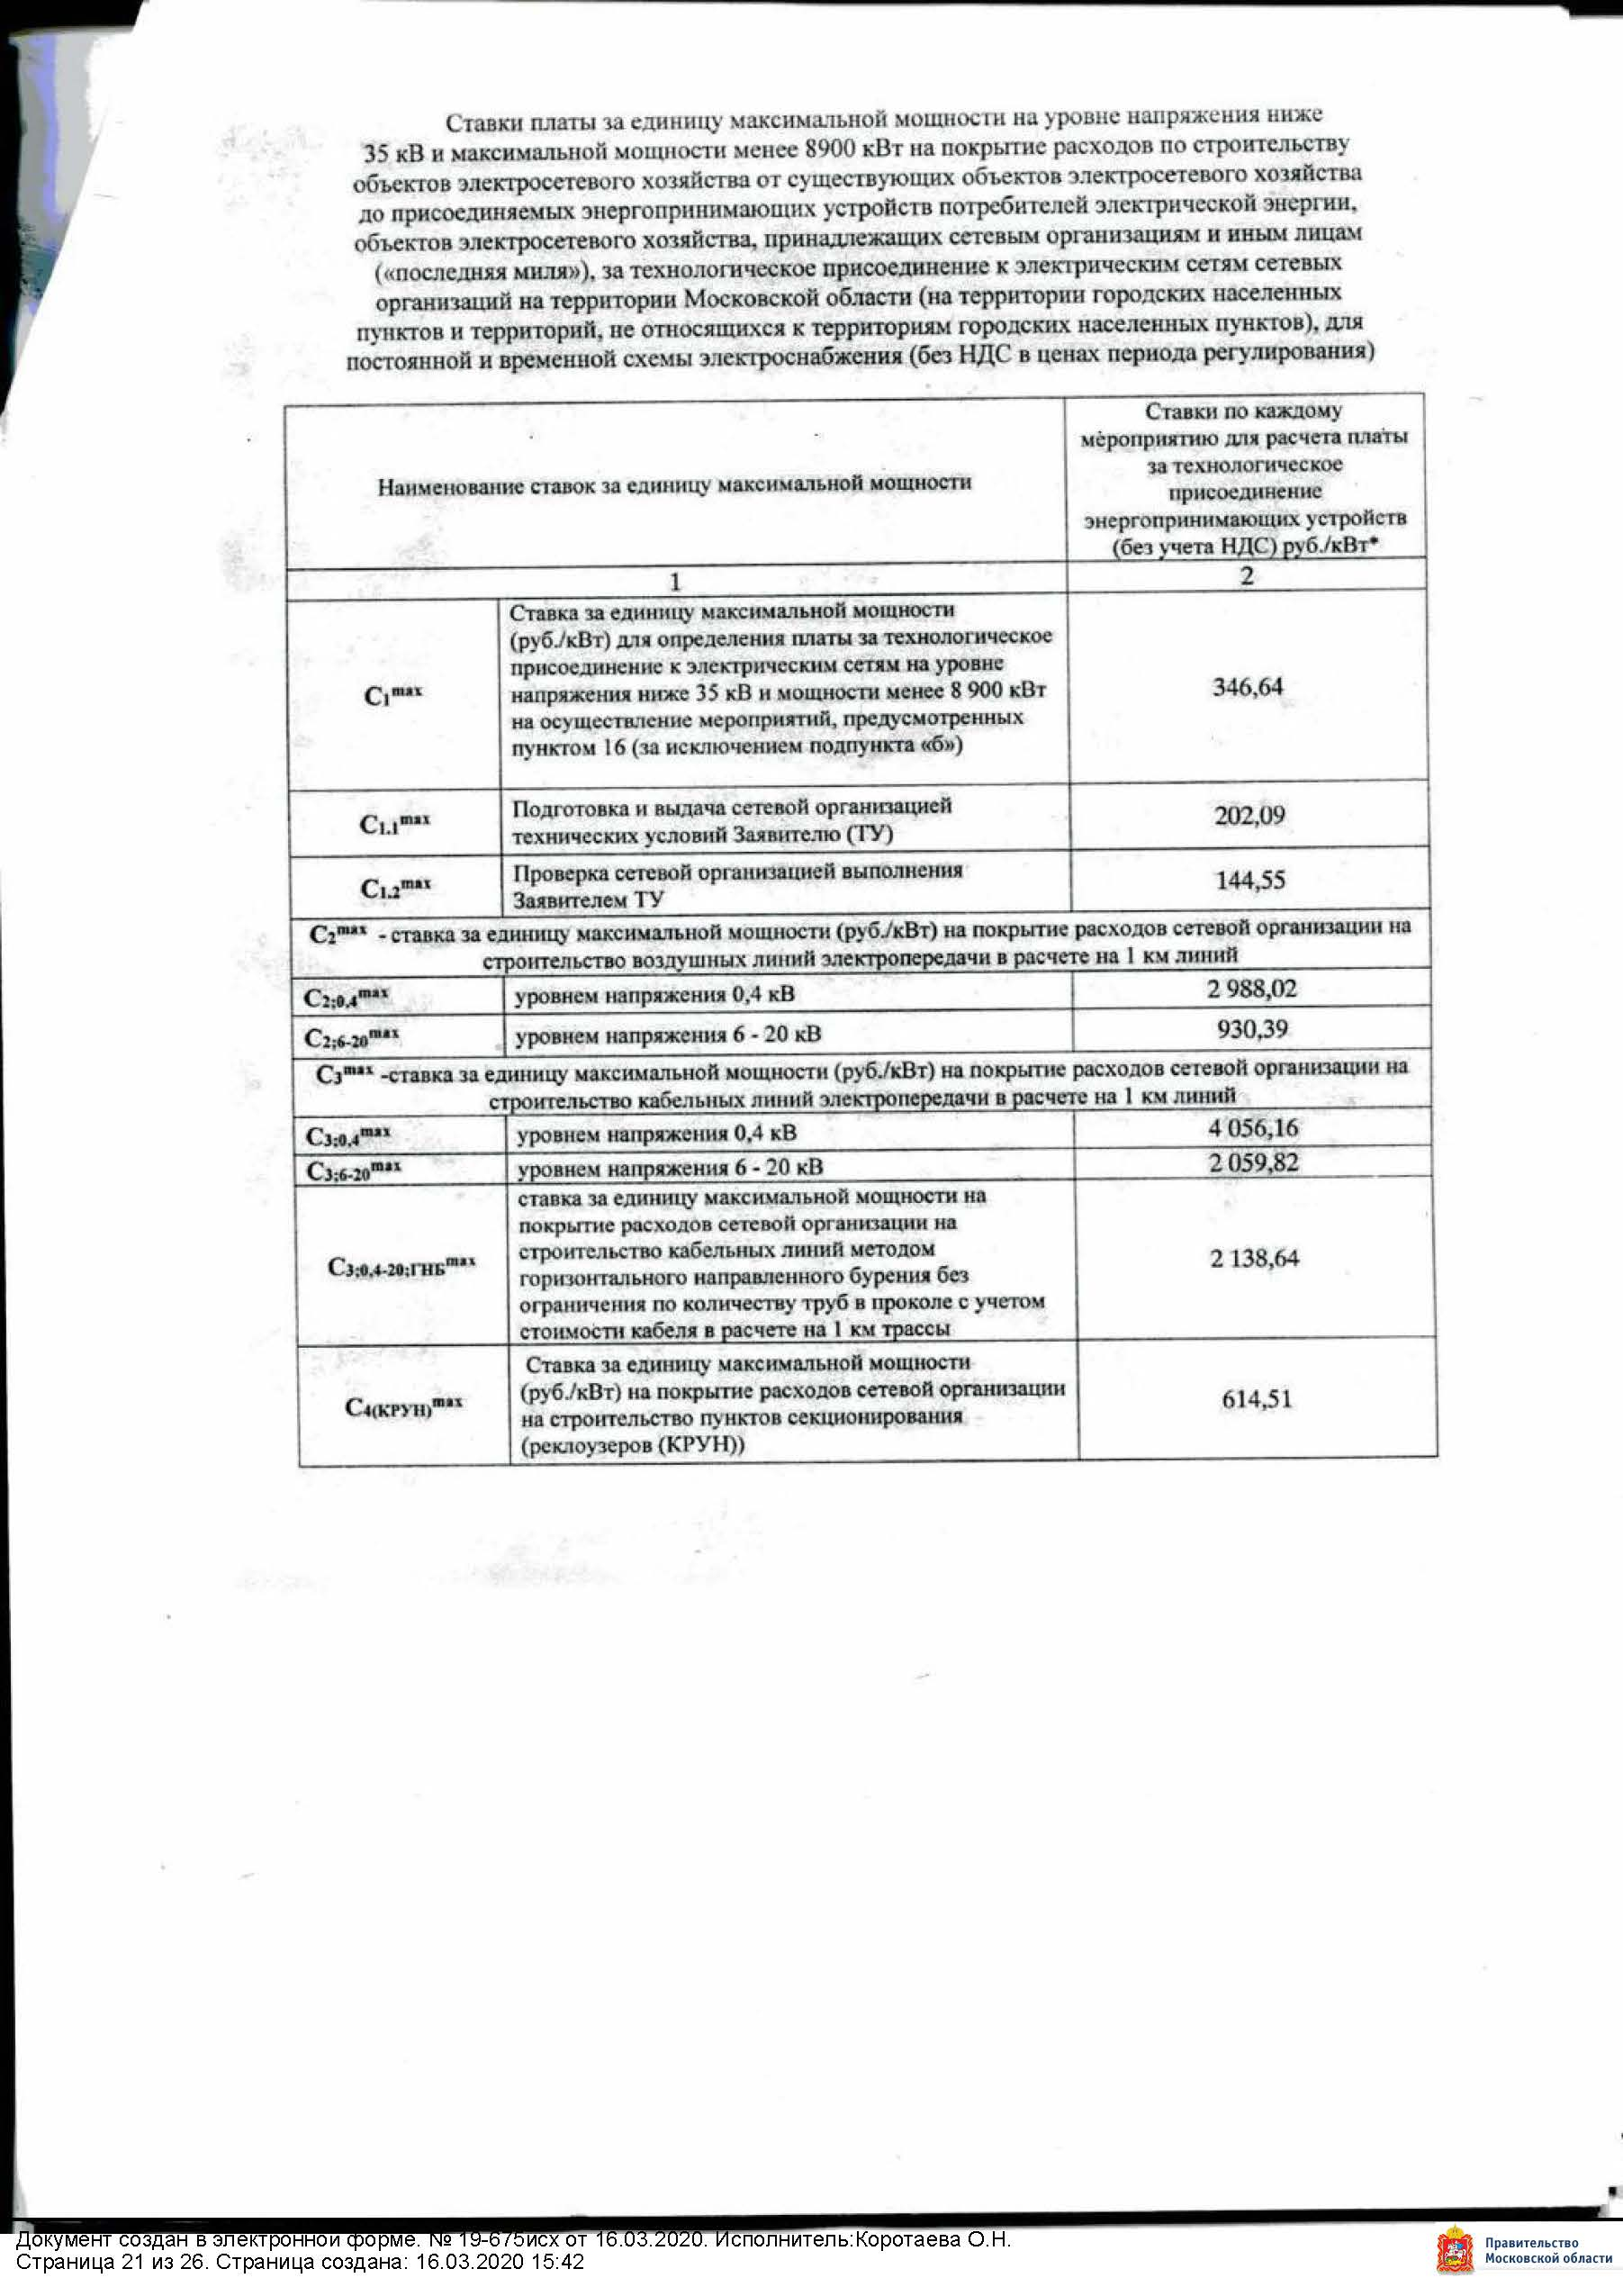 Ставки платы за единицу максимальной мощности на уровне напряжения ниже
35 кВ и максимальной мощности менее 8900 кВт на покрытие расходов по строительству
объектов электросетевого хозяйства от существующих объектов электросетевого хозяйства
до присоединяемых энергопринимающих устройств потребителей электрической энергии,
объектов электросетевого хозяйства, принадлежащих сетевым организациям и иным лицам
(«последняя миля»), за технологическое присоединение к электрическим сетям сетевых
организаций на территории Московской области (на территории городских населенных
пунктов и территорий, не относящихся к территориям городских населенных пунктов), для
постоянной и временной схемы электроснабжения (без НДС в ценах периода регулирования)
Наименование ставок за единицу максимальной мощности
Ставки по каждому
мероприятию для расчета платы
за технологическое
присоединение
энергопринимающих устройств
(без учета НДС) руб./кВт*
1
2
C1max
Ставка за единицу максимальной мощности
(руб./кВт) для определения платы за технологическое
присоединение к электрическим сетям на уровне
напряжения ниже 35 кВ и мощности менее 8 900 кВт
на осуществление мероприятий, предусмотренных
пунктом 16 (за исключением подпункта «б»)
346,64
C1.1max
Подготовка и выдача сетевой организацией
технических условий Заявителю (ТУ)
202,09
C1.2max
Проверка сетевой организацией выполнения
Заявителем ТУ
144,55
C2max - ставка за единицу максимальной мощности (руб./кВт) на покрытие расходов сетевой организации на
строительство воздушных линий электропередачи в расчете на 1 км линий
C2;0,4max
уровнем напряжения 0,4 кВ
2 988,02
C2;6-20max
уровнем напряжения 6 - 20 кВ
930,39
C3max -ставка за единицу максимальной мощности (руб./кВт) на покрытие расходов сетевой организации на
строительство кабельных линий электропередачи в расчете на 1 км линий
C3;0,4max
уровнем напряжения 0,4 кВ
4 056,16
C3;6-20max
уровнем напряжения 6 - 20 кВ
2 059,82
C3;0,4-20;ГНБmax
ставка за единицу максимальной мощности на
покрытие расходов сетевой организации на
строительство кабельных линий методом
горизонтального направленного бурения без
ограничения по количеству труб в проколе с учетом
стоимости кабеля в расчете на 1 км трассы
2 138,64
C4(КРУН)max
Ставка за единицу максимальной мощности
(руб./кВт) на покрытие расходов сетевой организации
на строительство пунктов секционирования
(реклоузеров (КРУН))
614,51
Документ создан в электронной форме. № 19-675исх от 16.03.2020. Исполнитель:Коротаева О.Н.
Страница 21 из 26. Страница создана: 16.03.2020 15:42
Правительство
Московской области